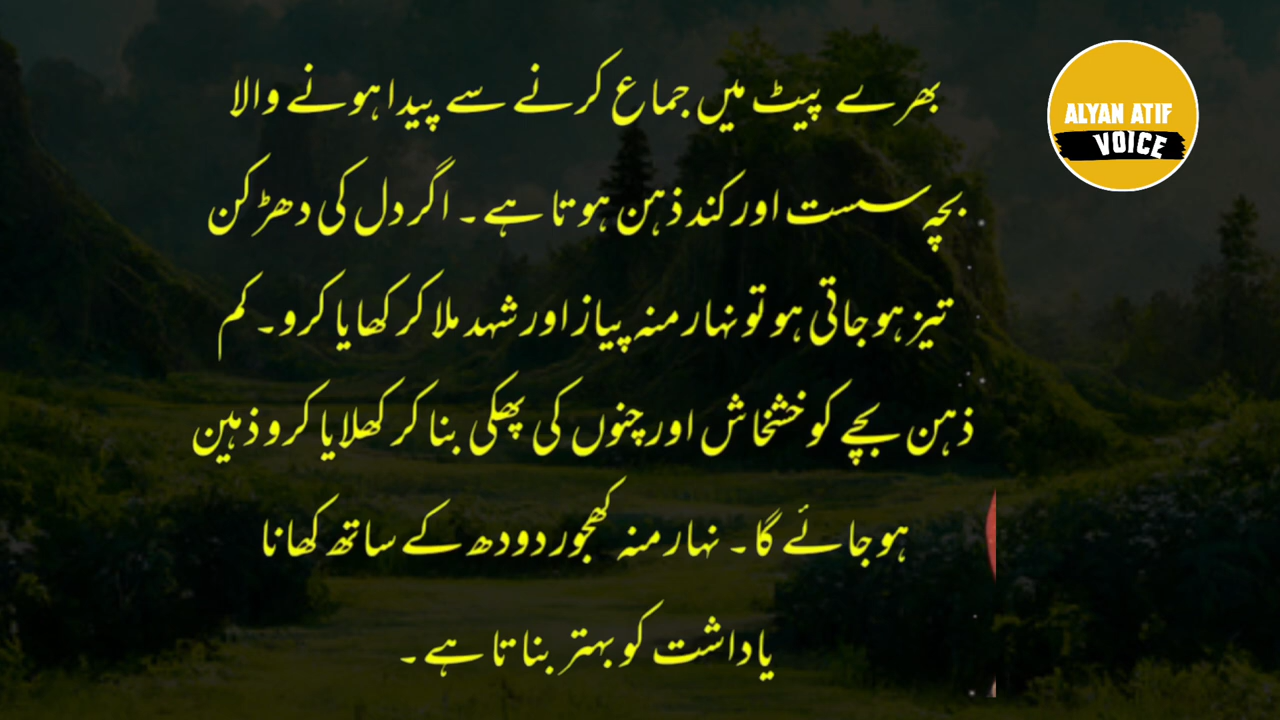 بھرے پیٹ میں جماع کرنے سے پیدا ہونے والا
بچہ سست اور کند ذہن ہوتا ہے۔ اگر دل کی دھڑکن
تیز ہو جاتی ہو تو نہار منہ پیاز اور شہد ملا کر کھایا کرو۔ کم
ذہن بچے کو خشخاش اور چنوں کی پھکی بنا کر کھلایا کرو ذہین
ہو جائے گا۔ نہار منہ کھجور دودھ کے ساتھ کھانا
یاداشت کو بہتر بناتا ہے۔
ALYAN ATIF
VOICE